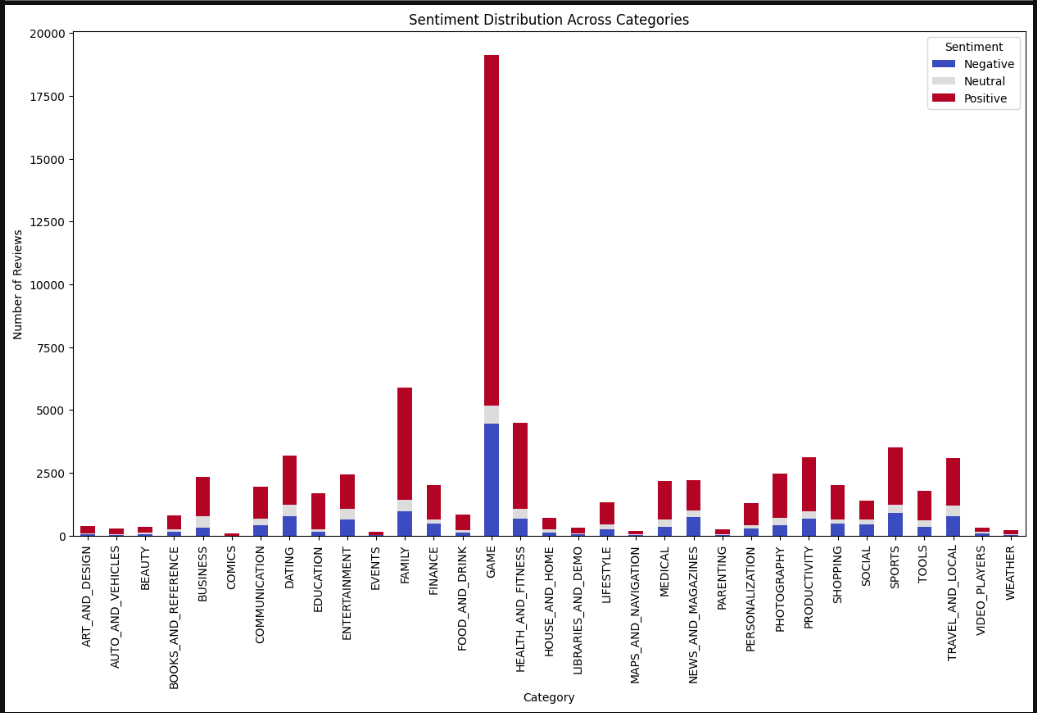 Sentiment Distribution Across Categories
Sentiment
Negative
Neutral
Positive
Number of Reviews
20000
17500
15000
12500
10000
7500
5000
2500
0
ART_AND_DESIGN
AUTO_AND_VEHICLES
BEAUTY
BOOKS_AND_REFERENCE
BUSINESS
COMICS
COMMUNICATION
DATING
EDUCATION
ENTERTAINMENT
EVENTS
FAMILY
FINANCE
FOOD_AND_DRINK
GAME
HEALTH_AND_FITNESS
HOUSE_AND_HOME
LIBRARIES_AND_DEMO
LIFESTYLE
MAPS_AND_NAVIGATION
MEDICAL
NEWS_AND_MAGAZINES
PARENTING
PERSONALIZATION
PHOTOGRAPHY
PRODUCTIVITY
SHOPPING
SOCIAL
SPORTS
TOOLS
TRAVEL_AND_LOCAL
VIDEO_PLAYERS
WEATHER
Category